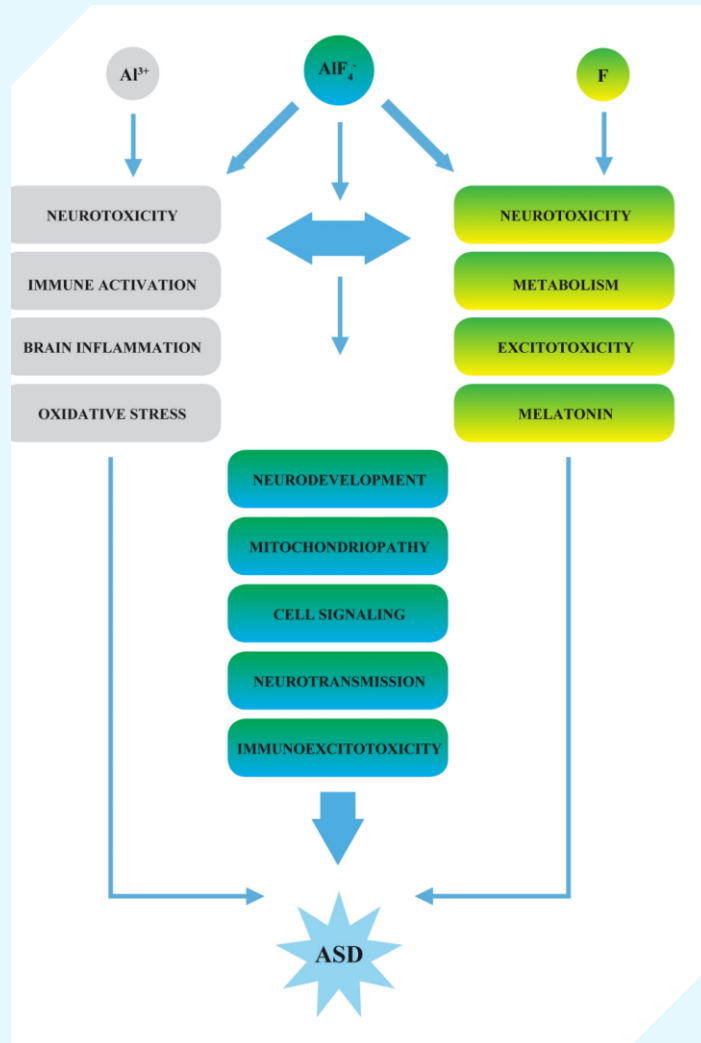 Al³⁺
AlF₄⁻
F
NEUROTOXICITY
IMMUNE ACTIVATION
BRAIN INFLAMMATION
OXIDATIVE STRESS
NEUROTOXICITY
METABOLISM
EXCITOTOXICITY
MELATONIN
NEURODEVELOPMENT
MITOCHONDRIOPATHY
CELL SIGNALING
NEUROTRANSMISSION
IMMUNOEXCITOTOXICITY
ASD